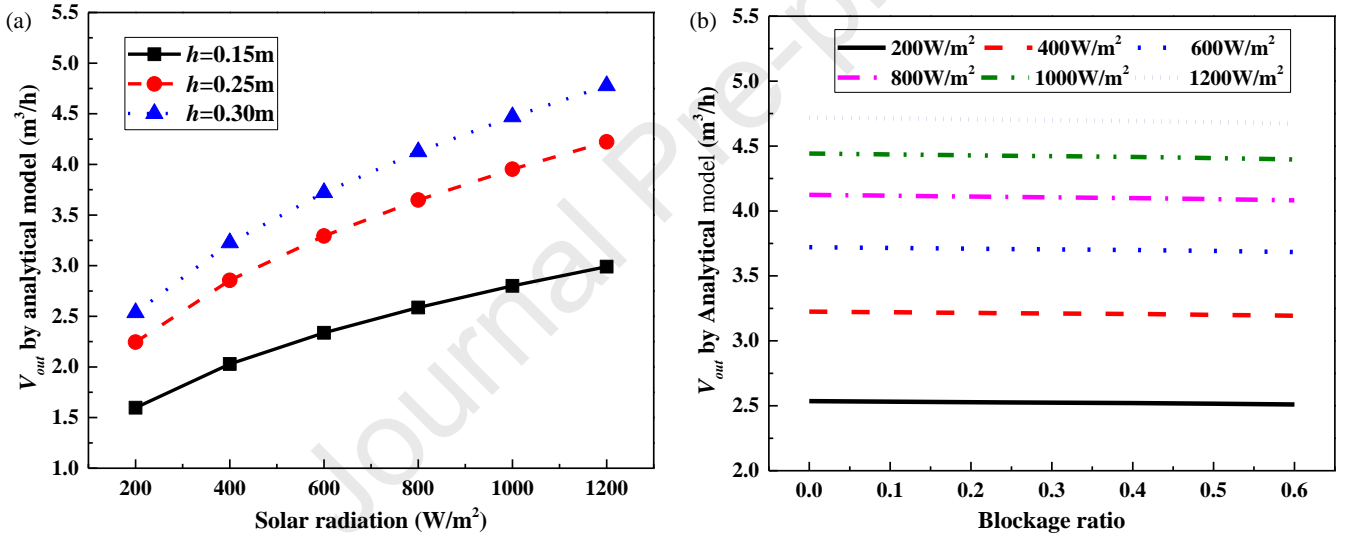 (a)
h=0.15m
h=0.25m
h=0.30m
V_out by analytical model (m³/h)
5.5
5.0
4.5
4.0
3.5
3.0
2.5
2.0
1.5
1.0
200 400 600 800 1000 1200
Solar radiation (W/m²)
(b)
200W/m² 400W/m² 600W/m²
800W/m² 1000W/m² 1200W/m²
V_out by Analytical model (m³/h)
5.5
5.0
4.5
4.0
3.5
3.0
2.5
2.0
0.0 0.1 0.2 0.3 0.4 0.5 0.6
Blockage ratio
Journal Pre-p